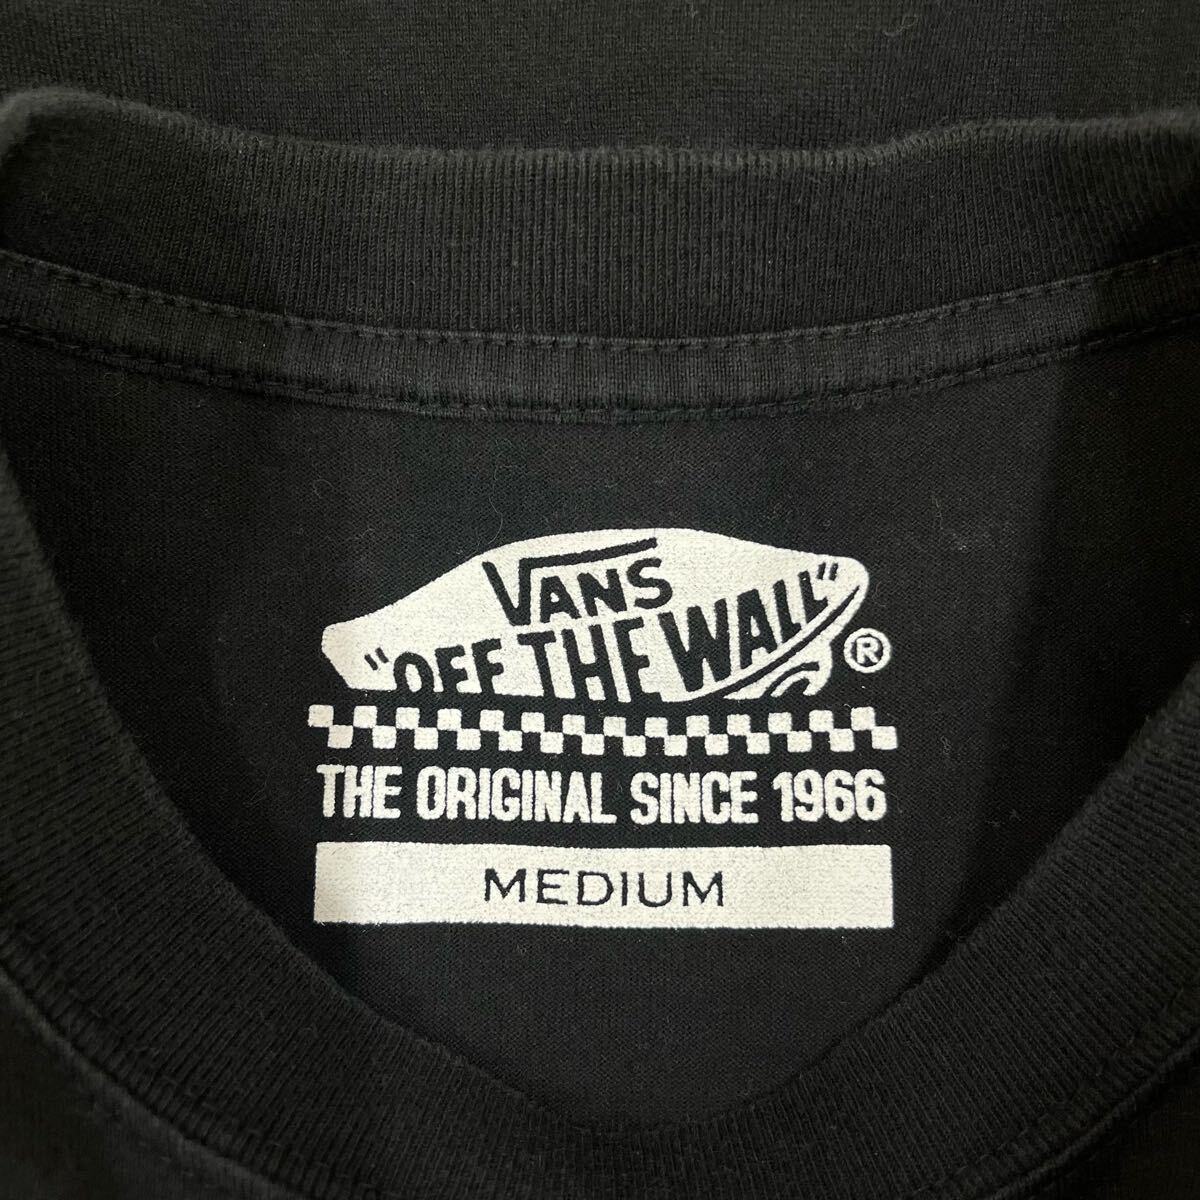 VANS
"OFF THE WALL"
®
THE ORIGINAL SINCE 1966
MEDIUM